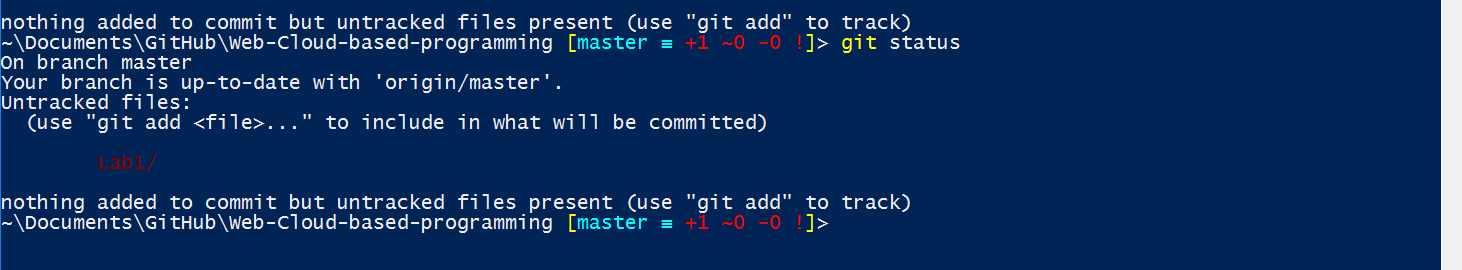 nothing added to commit but untracked files present (use "git add" to track)
~\Documents\GitHub\Web-Cloud-based-programming [master ≡ +1 ~0 -0 !]> git status
On branch master
Your branch is up-to-date with 'origin/master'.
Untracked files:
  (use "git add <file>..." to include in what will be committed)
        Lab1/
nothing added to commit but untracked files present (use "git add" to track)
~\Documents\GitHub\Web-Cloud-based-programming [master ≡ +1 ~0 -0 !]>